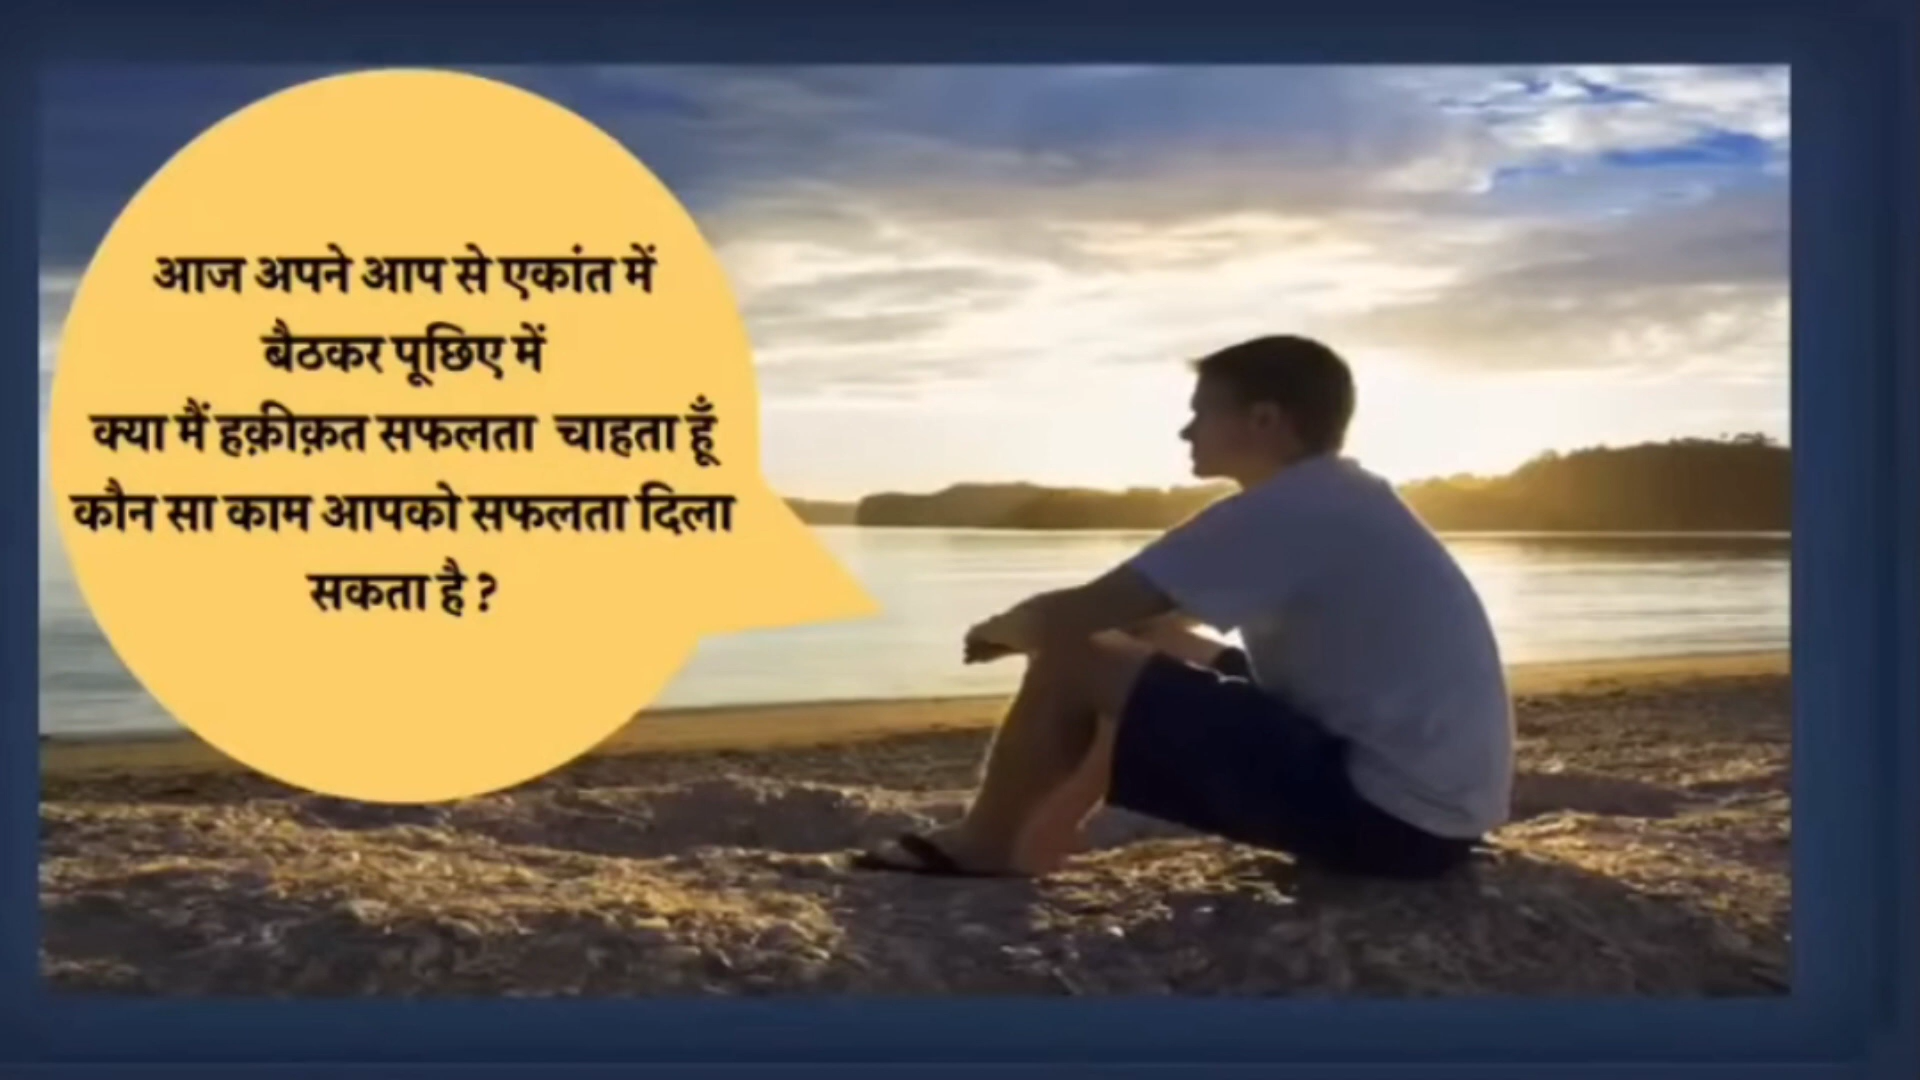 आज अपने आप से एकांत में
बैठकर पूछिए में
क्या मैं हक़ीक़त सफलता चाहता हूँ
कौन सा काम आपको सफलता दिला
सकता है ?